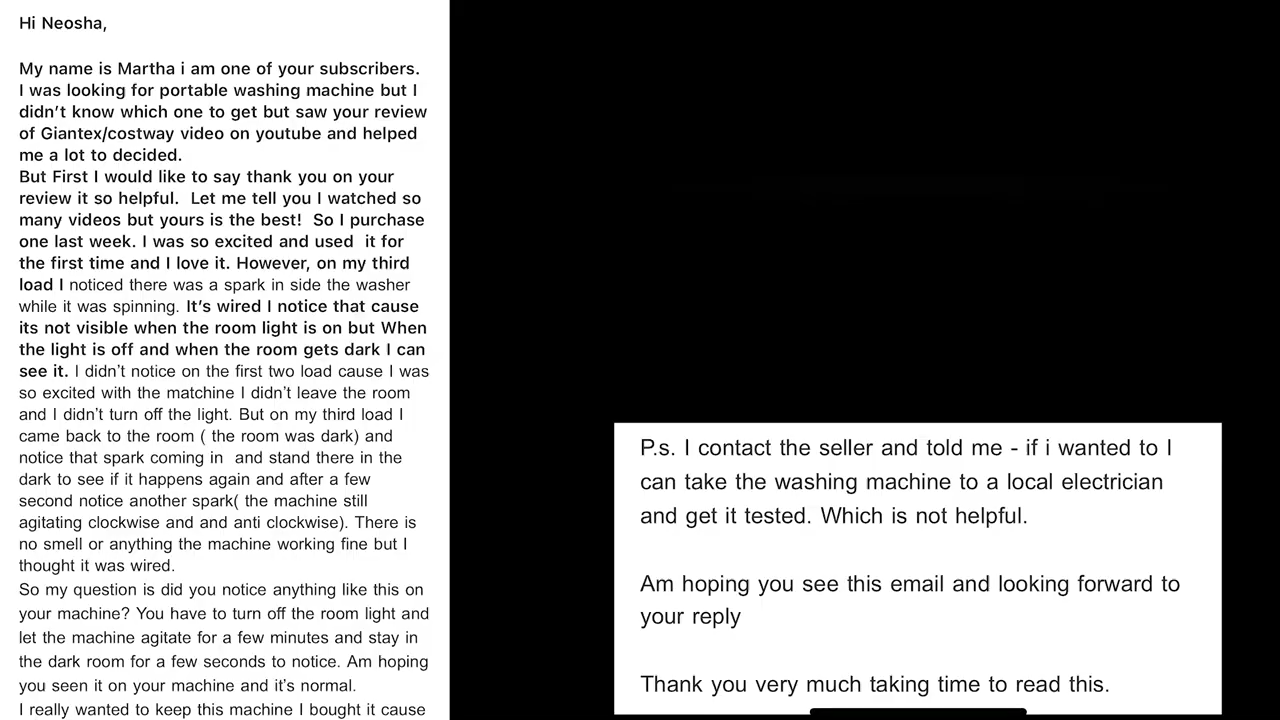 Hi Neosha,
My name is Martha i am one of your subscribers.
I was looking for portable washing machine but I
didn't know which one to get but saw your review
of Giantex/costway video on youtube and helped
me a lot to decided.
But First I would like to say thank you on your
review it so helpful.  Let me tell you I watched so
many videos but yours is the best!  So I purchase
one last week. I was so excited and used  it for
the first time and I love it. However, on my third
load I noticed there was a spark in side the washer
while it was spinning. It's wired I notice that cause
its not visible when the room light is on but When
the light is off and when the room gets dark I can
see it. I didn't notice on the first two load cause I was
so excited with the matchine I didn't leave the room
and I didn't turn off the light. But on my third load I
came back to the room ( the room was dark) and
notice that spark coming in  and stand there in the
dark to see if it happens again and after a few
second notice another spark( the machine still
agitating clockwise and and anti clockwise). There is
no smell or anything the machine working fine but I
thought it was wired.
So my question is did you notice anything like this on
your machine? You have to turn off the room light and
let the machine agitate for a few minutes and stay in
the dark room for a few seconds to notice. Am hoping
you seen it on your machine and it's normal.
I really wanted to keep this machine I bought it cause
P.s. I contact the seller and told me - if i wanted to I
can take the washing machine to a local electrician
and get it tested. Which is not helpful.
Am hoping you see this email and looking forward to
your reply
Thank you very much taking time to read this.